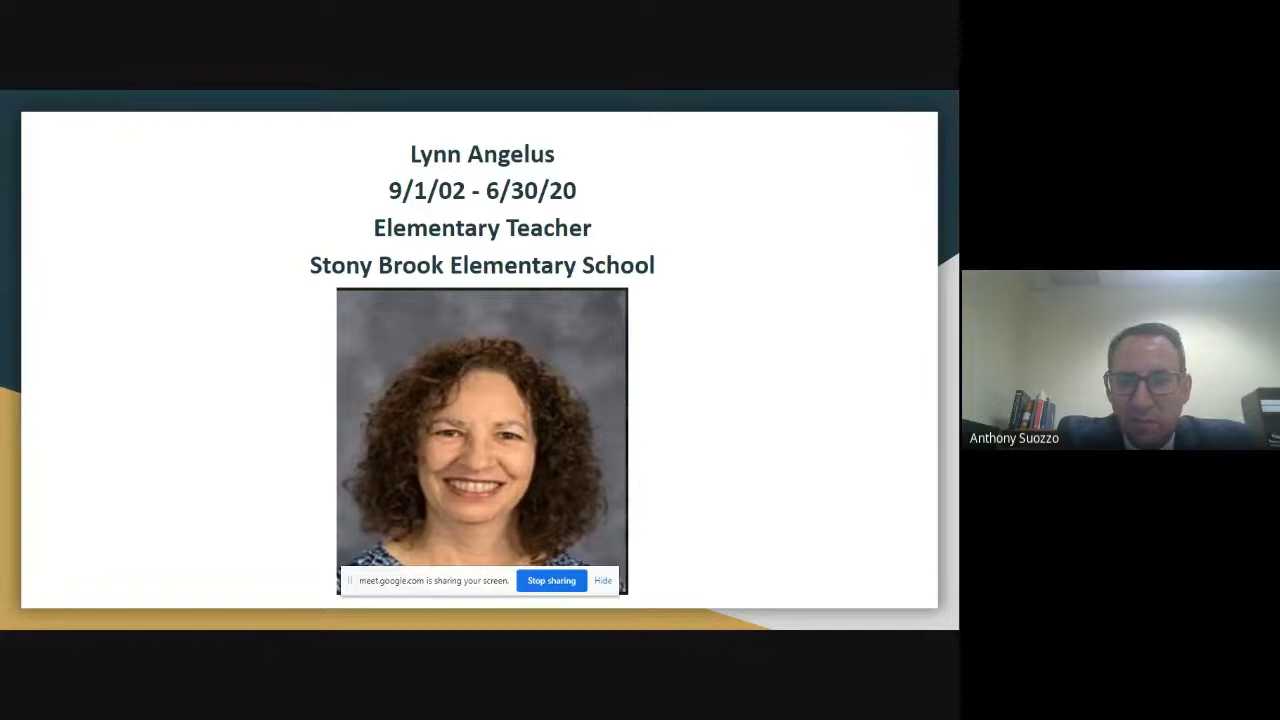 Lynn Angelus
9/1/02 - 6/30/20
Elementary Teacher
Stony Brook Elementary School
meet.google.com is sharing your screen.
Stop sharing
Hide
Anthony Suozzo